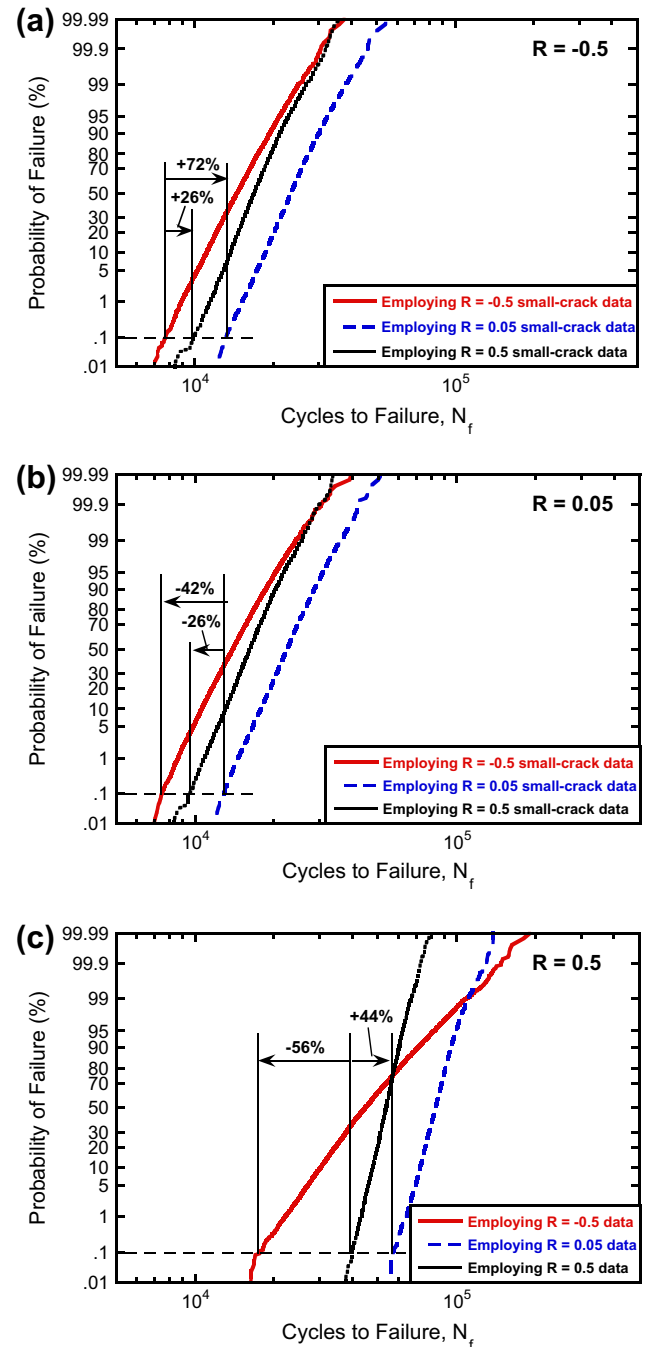 (a)
R = -0.5
Probability of Failure (%)
99.99
99.9
99
95
90
80
70
50
30
20
10
5
1
.1
.01
+72%
+26%
Employing R = -0.5 small-crack data
Employing R = 0.05 small-crack data
Employing R = 0.5 small-crack data
10^4
10^5
Cycles to Failure, N_f
(b)
R = 0.05
Probability of Failure (%)
99.99
99.9
99
95
90
80
70
50
30
20
10
5
1
.1
.01
-42%
-26%
Employing R = -0.5 small-crack data
Employing R = 0.05 small-crack data
Employing R = 0.5 small-crack data
10^4
10^5
Cycles to Failure, N_f
(c)
R = 0.5
Probability of Failure (%)
99.99
99.9
99
95
90
80
70
50
30
20
10
5
1
.1
.01
-56%
+44%
Employing R = -0.5 data
Employing R = 0.05 data
Employing R = 0.5 data
10^4
10^5
Cycles to Failure, N_f